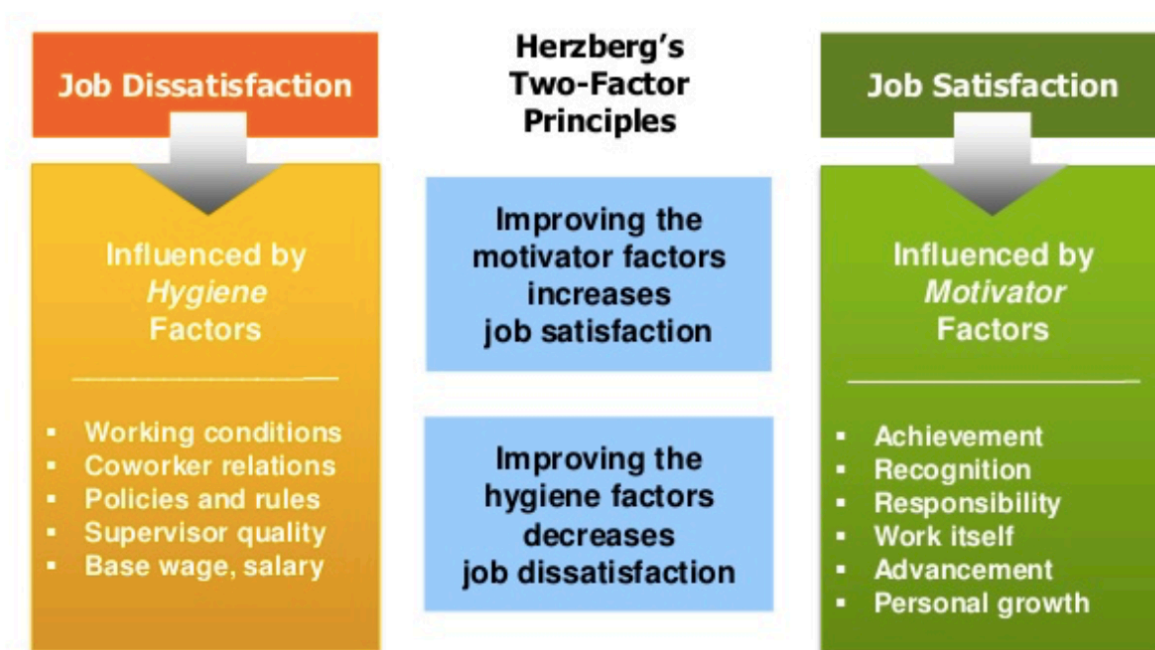 Job Dissatisfaction
Influenced by
Hygiene
Factors
▪ Working conditions
▪ Coworker relations
▪ Policies and rules
▪ Supervisor quality
▪ Base wage, salary
Herzberg's
Two-Factor
Principles
Improving the
motivator factors
increases
job satisfaction
Improving the
hygiene factors
decreases
job dissatisfaction
Job Satisfaction
Influenced by
Motivator
Factors
▪ Achievement
▪ Recognition
▪ Responsibility
▪ Work itself
▪ Advancement
▪ Personal growth